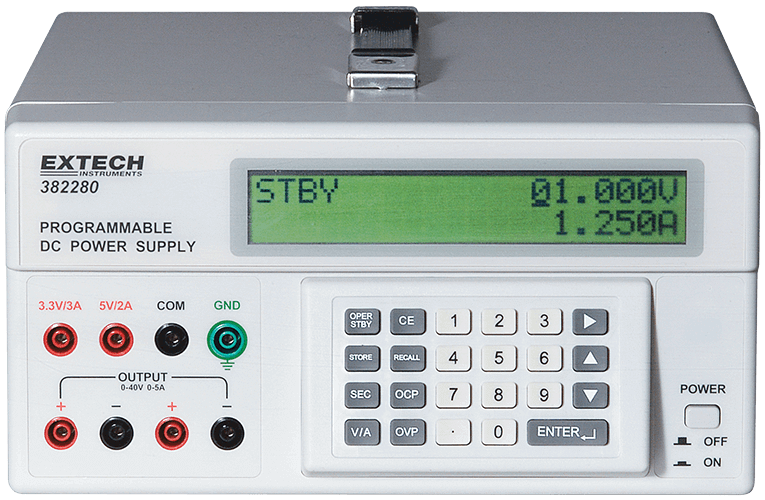 EXTECH
INSTRUMENTS
382280
PROGRAMMABLE
DC POWER SUPPLY
STBY 01.000V
1.250A
3.3V/3A 5V/2A COM GND
OUTPUT
0-40V 0-5A
+ - + -
OPER STBY CE 1 2 3 ▶
STORE RECALL 4 5 6 ▲
SEC OCP 7 8 9 ▼
V/A OVP . 0 ENTER
POWER
OFF
ON